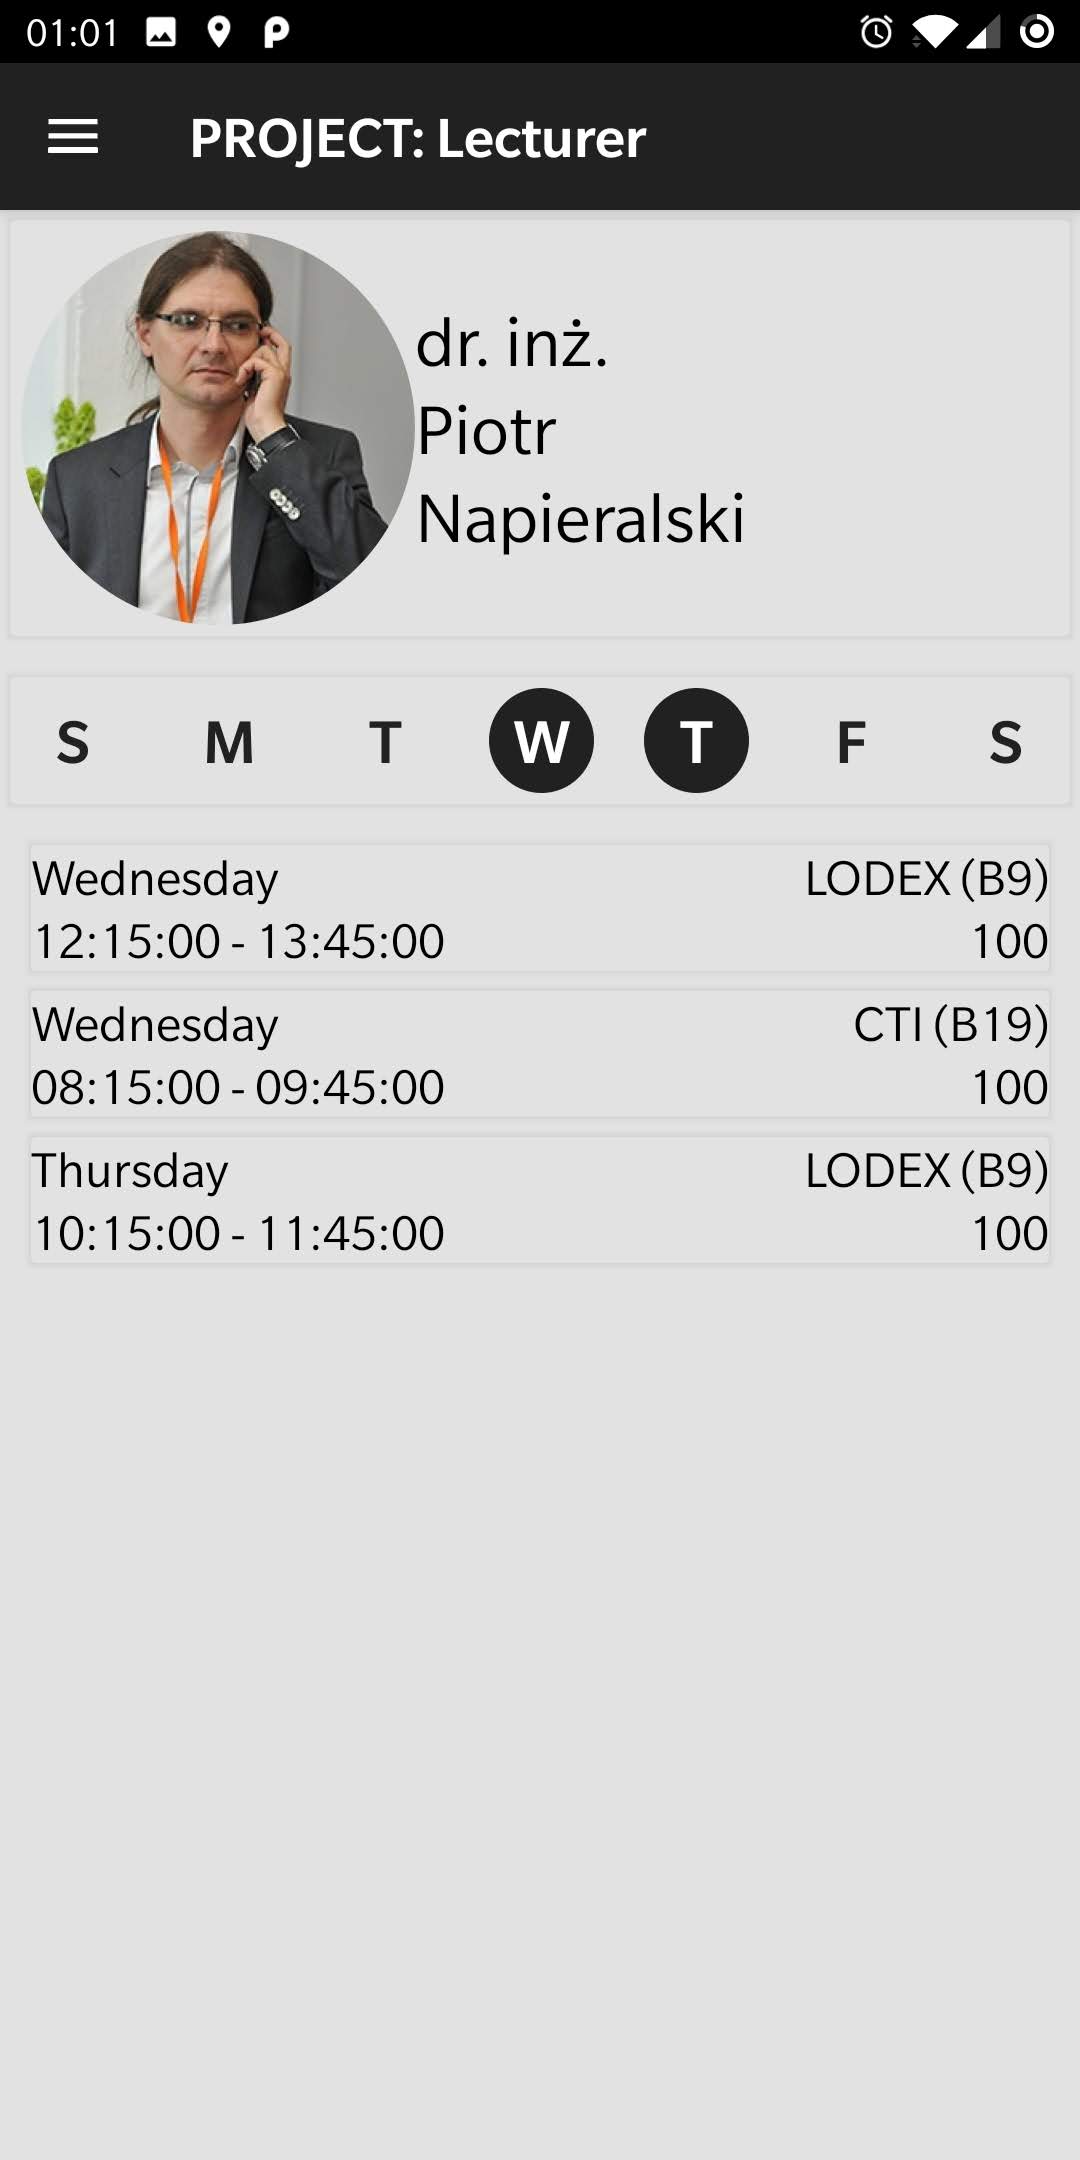 01:01
PROJECT: Lecturer
dr. inż.
Piotr
Napieralski
S M T W T F S
Wednesday LODEX (B9)
12:15:00 - 13:45:00 100
Wednesday CTI (B19)
08:15:00 - 09:45:00 100
Thursday LODEX (B9)
10:15:00 - 11:45:00 100